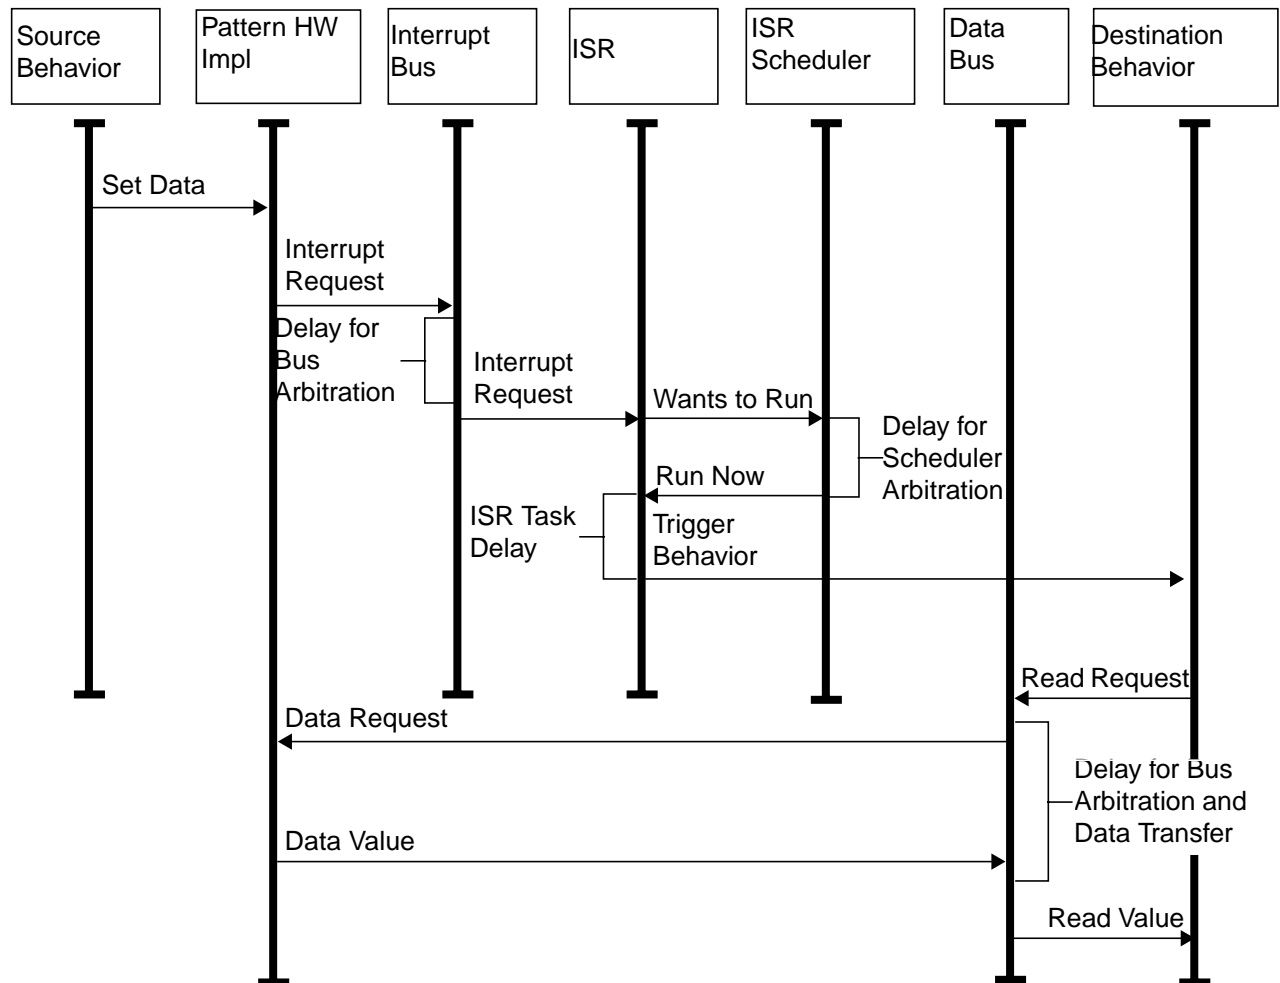 Source
Behavior
Pattern HW
Impl
Interrupt
Bus
ISR
ISR
Scheduler
Data
Bus
Destination
Behavior
Set Data
Interrupt
Request
Delay for
Bus
Arbitration
Interrupt
Request
Wants to Run
Delay for
Scheduler
Arbitration
Run Now
ISR Task
Delay
Trigger
Behavior
Read Request
Data Request
Delay for Bus
Arbitration and
Data Transfer
Data Value
Read Value